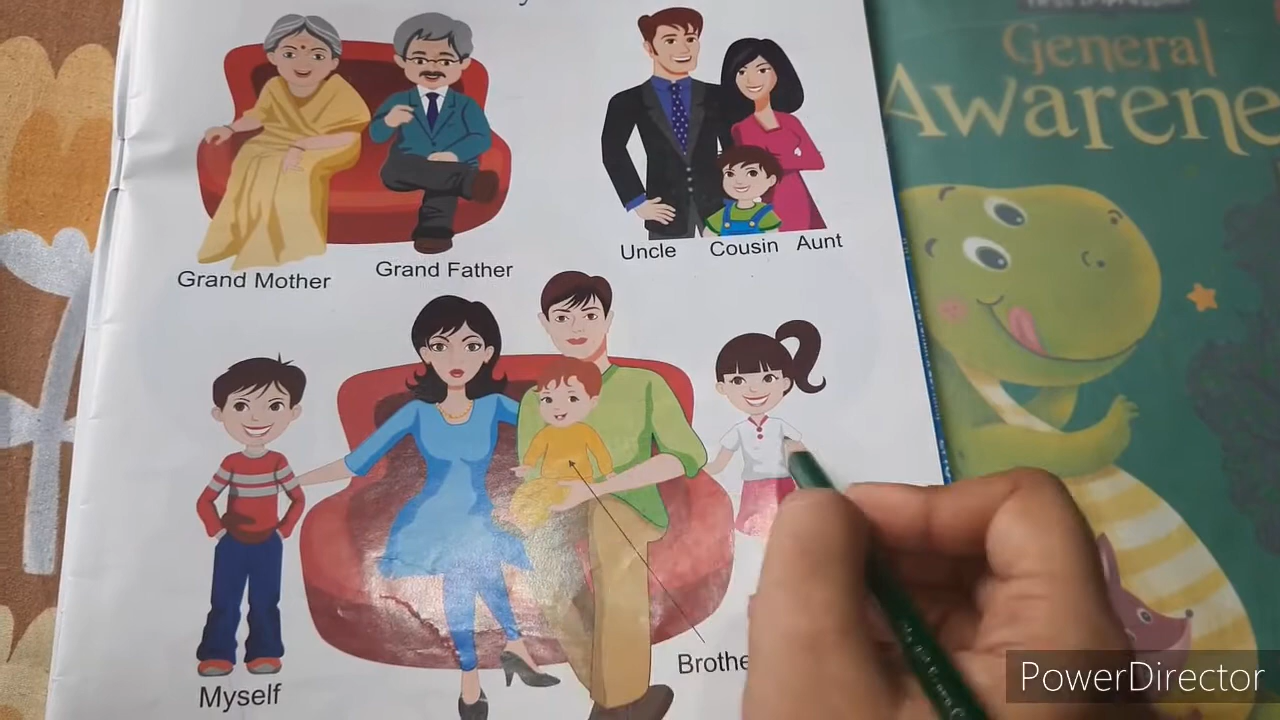 General
Awarene
Grand Mother
Grand Father
Uncle
Cousin
Aunt
Myself
Brothe
PowerDirector